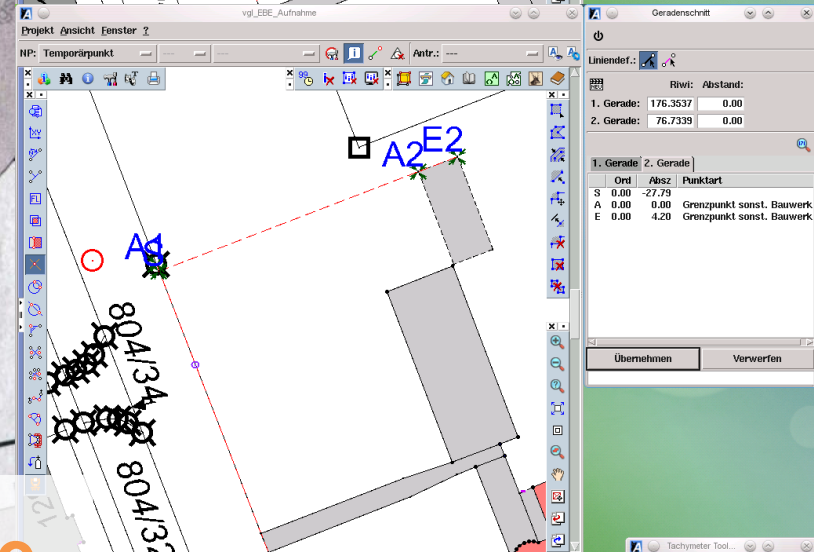 vgl_EBE_Aufnahme
Projekt Ansicht Fenster ?
NP: Temporärpunkt --- --- Antr.: ---
A2 E2
804/34
804/32
Geradenschnitt
Liniendef.:
Riwi: Abstand:
1. Gerade: 176.3537 0.00
2. Gerade: 76.7339 0.00
1. Gerade 2. Gerade
Ord Absz Punktart
S 0.00 -27.79
A 0.00 0.00 Grenzpunkt sonst. Bauwerk
E 0.00 4.20 Grenzpunkt sonst. Bauwerk
Übernehmen Verwerfen
Tachymeter Tool...